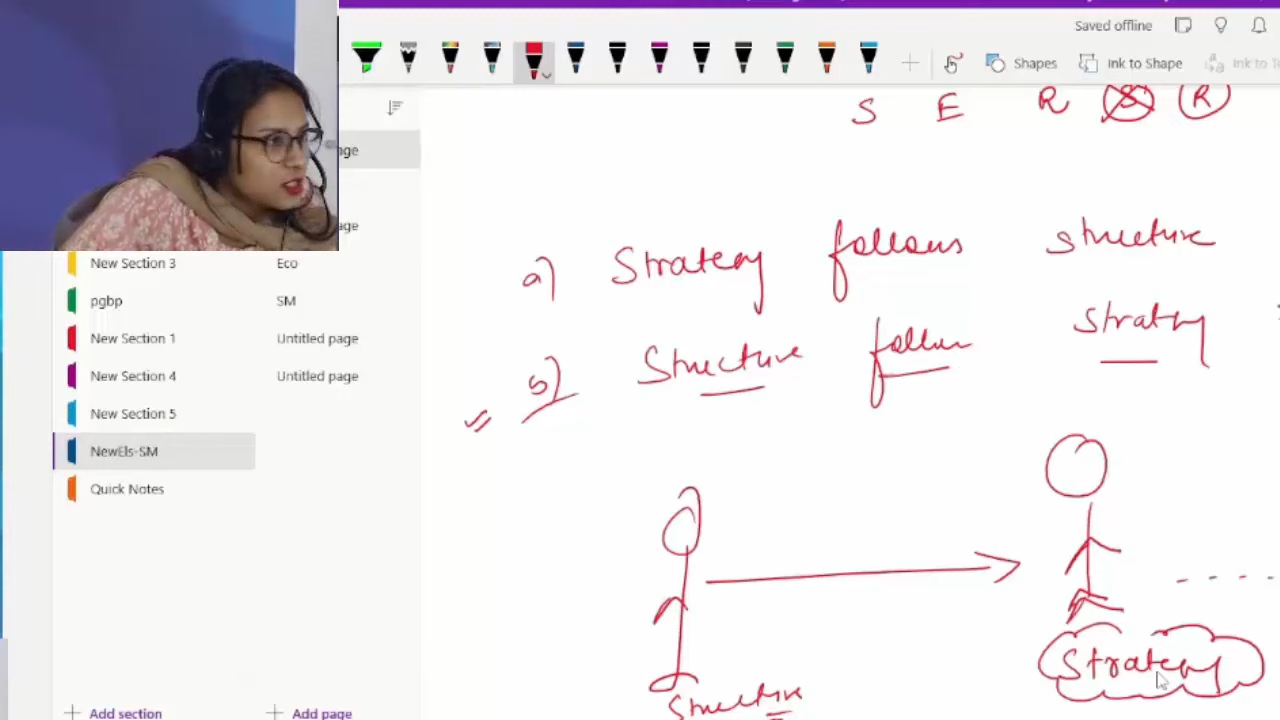 Saved offline
Shapes Ink to Shape Ink to
S E R S R
a) Strategy follows structure
b) Structure follow strategy
New Section 3 Eco
pgbp SM
New Section 1 Untitled page
New Section 4 Untitled page
New Section 5
NewEls-SM
Quick Notes
Structure
Strategy
Add section Add page